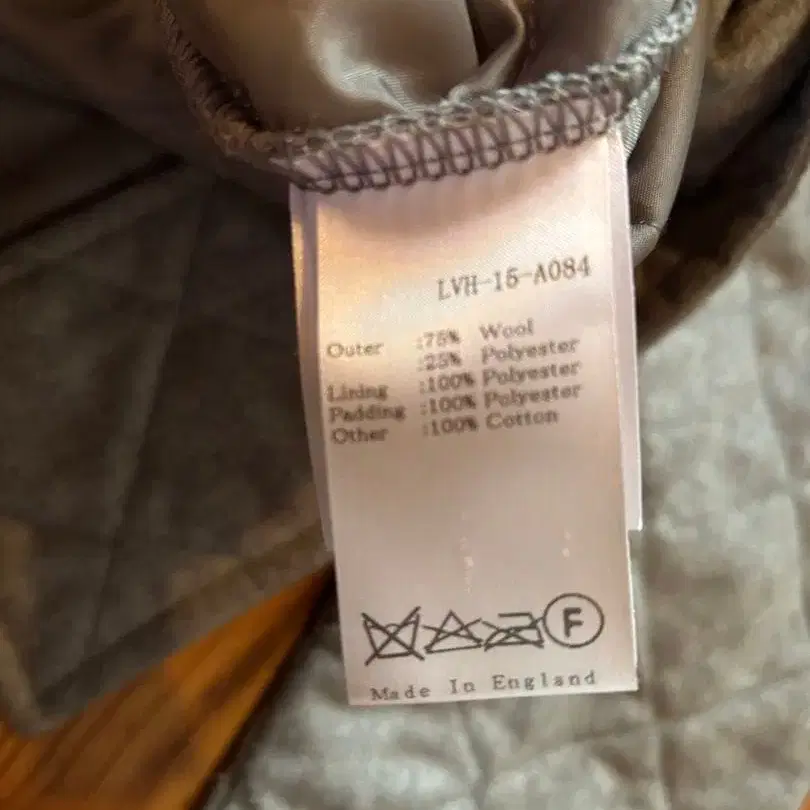 LVH-15-A084
Outer :75% Wool
:25% Polyester
Lining :100% Polyester
Padding :100% Polyester
Other :100% Cotton
F
Made In England